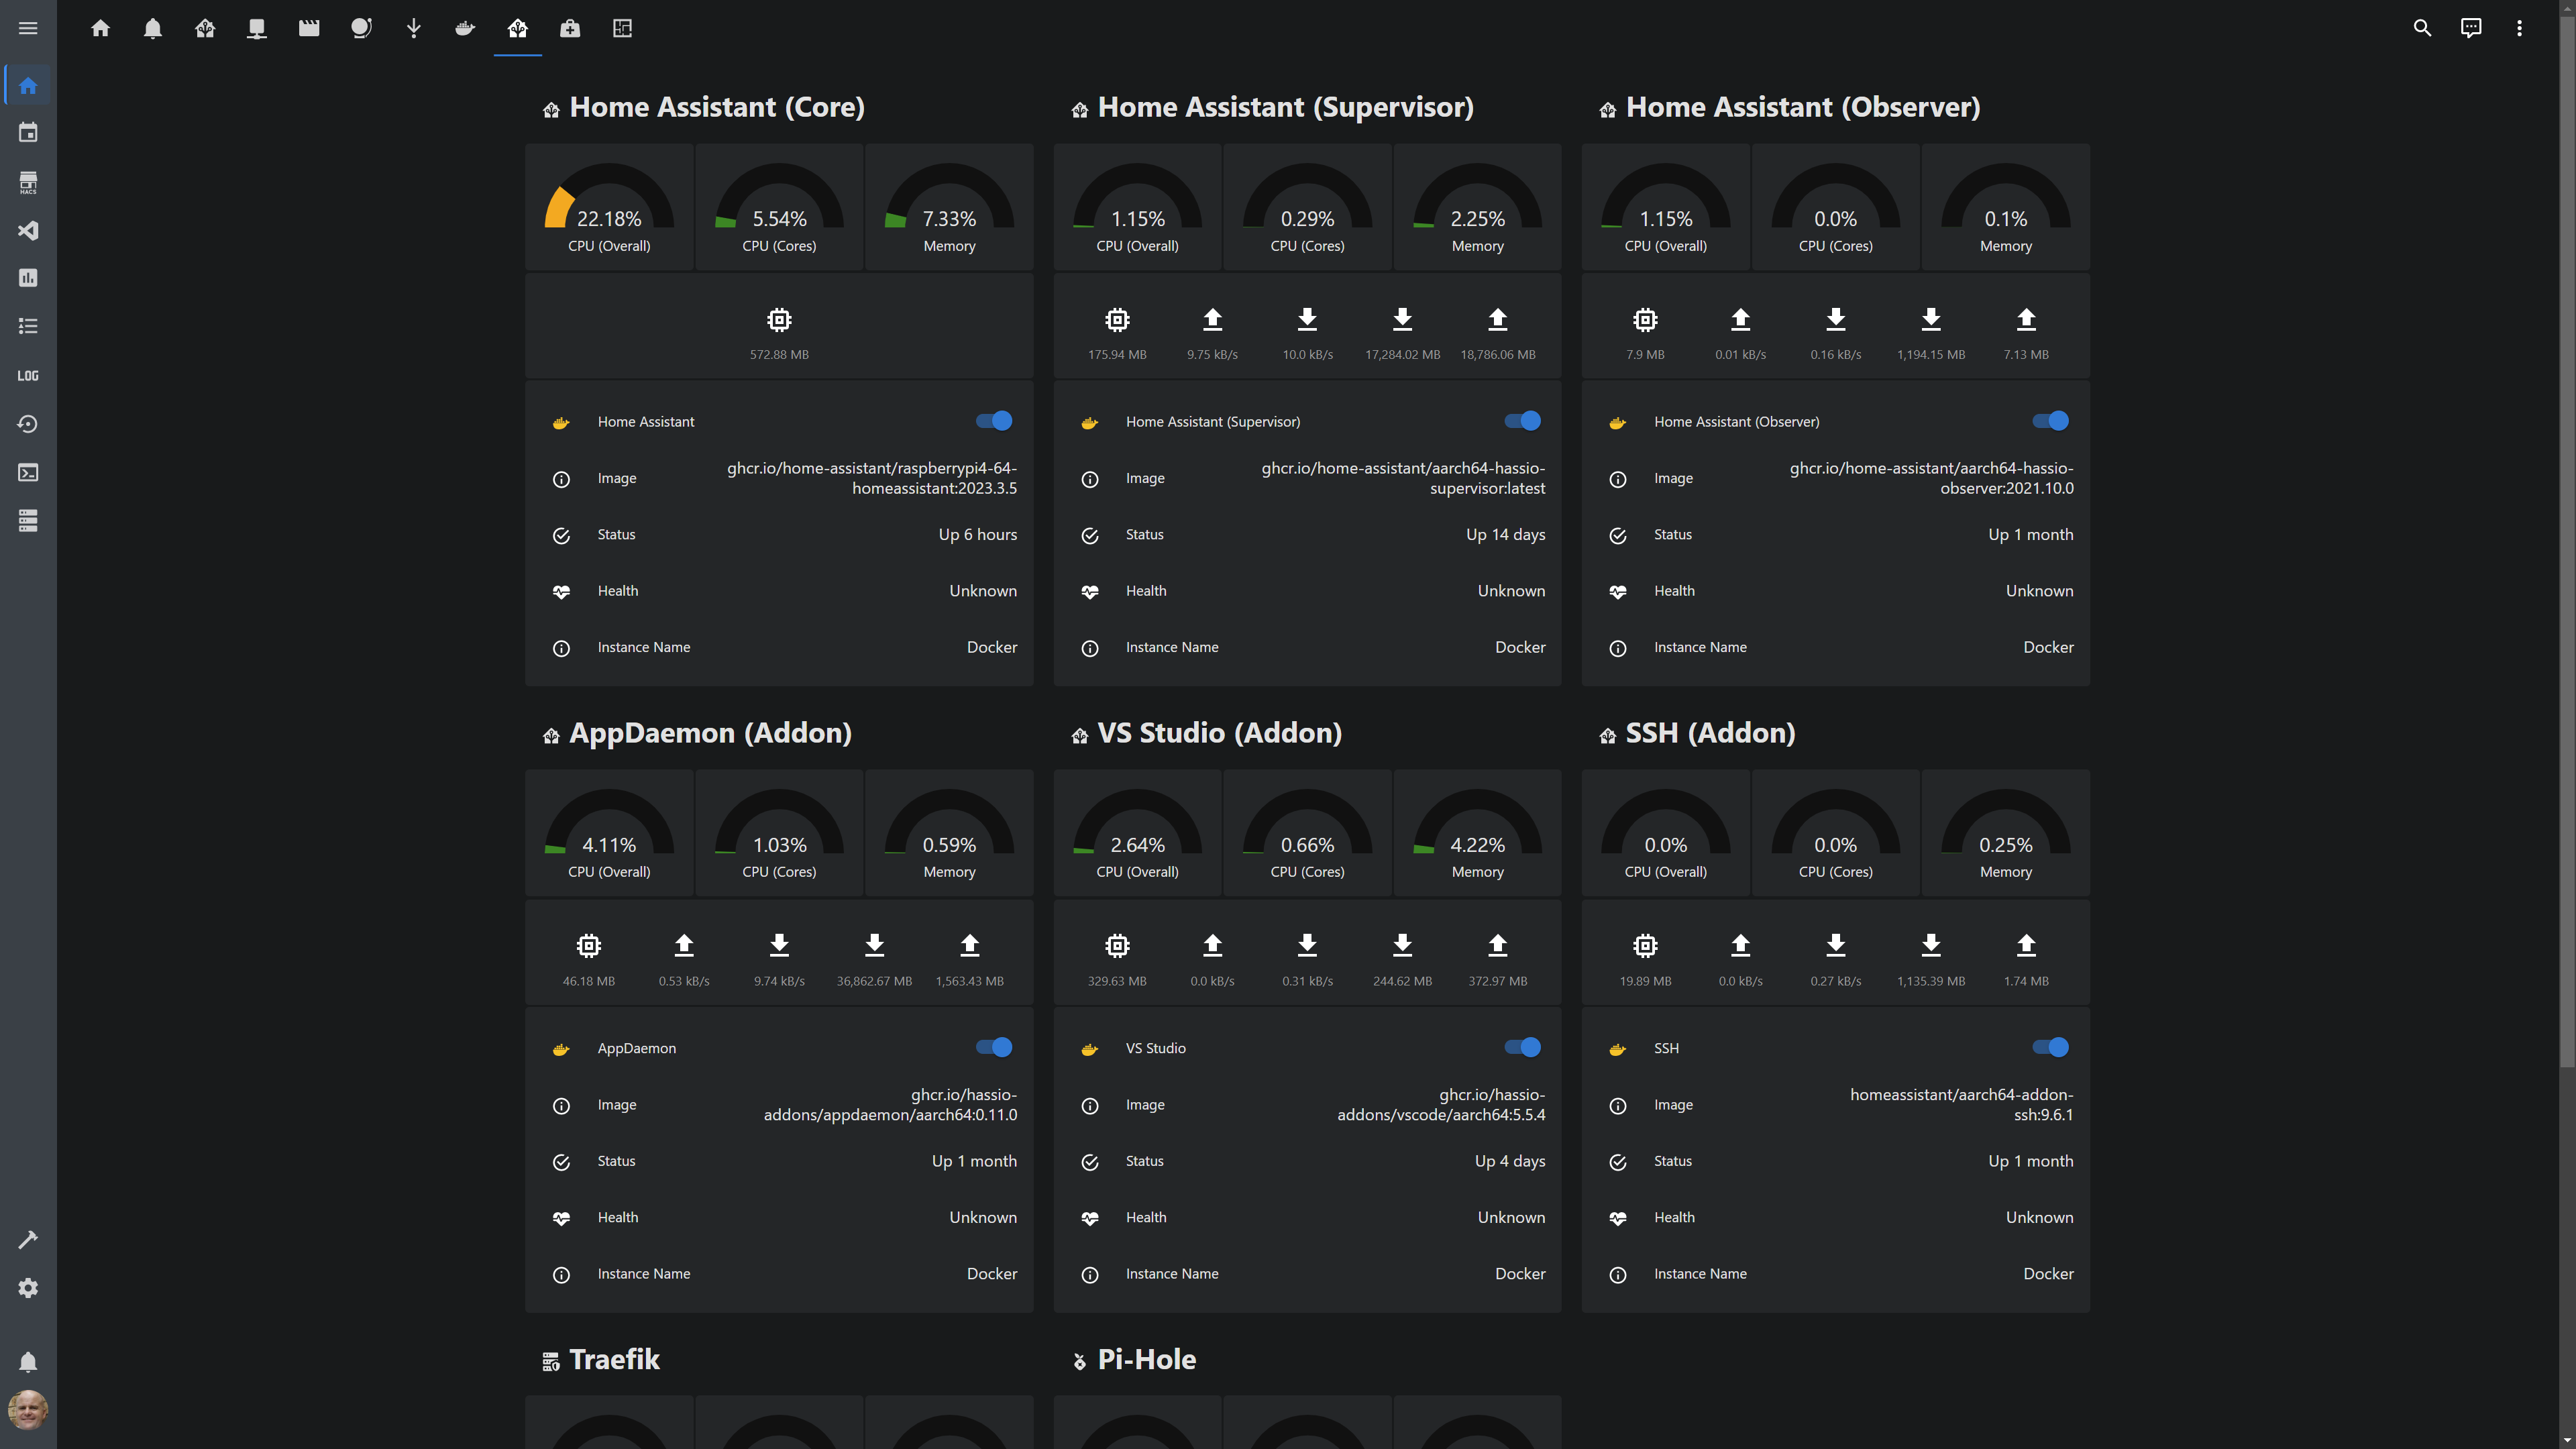 HACS
LOG
Home Assistant (Core)
22.18%
CPU (Overall)
5.54%
CPU (Cores)
7.33%
Memory
572.88 MB
Home Assistant
Image
ghcr.io/home-assistant/raspberrypi4-64-
homeassistant:2023.3.5
Status
Up 6 hours
Health
Unknown
Instance Name
Docker
Home Assistant (Supervisor)
1.15%
CPU (Overall)
0.29%
CPU (Cores)
2.25%
Memory
175.94 MB
9.75 kB/s
10.0 kB/s
17,284.02 MB
18,786.06 MB
Home Assistant (Supervisor)
Image
ghcr.io/home-assistant/aarch64-hassio-
supervisor:latest
Status
Up 14 days
Health
Unknown
Instance Name
Docker
Home Assistant (Observer)
1.15%
CPU (Overall)
0.0%
CPU (Cores)
0.1%
Memory
7.9 MB
0.01 kB/s
0.16 kB/s
1,194.15 MB
7.13 MB
Home Assistant (Observer)
Image
ghcr.io/home-assistant/aarch64-hassio-
observer:2021.10.0
Status
Up 1 month
Health
Unknown
Instance Name
Docker
AppDaemon (Addon)
4.11%
CPU (Overall)
1.03%
CPU (Cores)
0.59%
Memory
46.18 MB
0.53 kB/s
9.74 kB/s
36,862.67 MB
1,563.43 MB
AppDaemon
Image
ghcr.io/hassio-
addons/appdaemon/aarch64:0.11.0
Status
Up 1 month
Health
Unknown
Instance Name
Docker
VS Studio (Addon)
2.64%
CPU (Overall)
0.66%
CPU (Cores)
4.22%
Memory
329.63 MB
0.0 kB/s
0.31 kB/s
244.62 MB
372.97 MB
VS Studio
Image
ghcr.io/hassio-
addons/vscode/aarch64:5.5.4
Status
Up 4 days
Health
Unknown
Instance Name
Docker
SSH (Addon)
0.0%
CPU (Overall)
0.0%
CPU (Cores)
0.25%
Memory
19.89 MB
0.0 kB/s
0.27 kB/s
1,135.39 MB
1.74 MB
SSH
Image
homeassistant/aarch64-addon-
ssh:9.6.1
Status
Up 1 month
Health
Unknown
Instance Name
Docker
Traefik
Pi-Hole